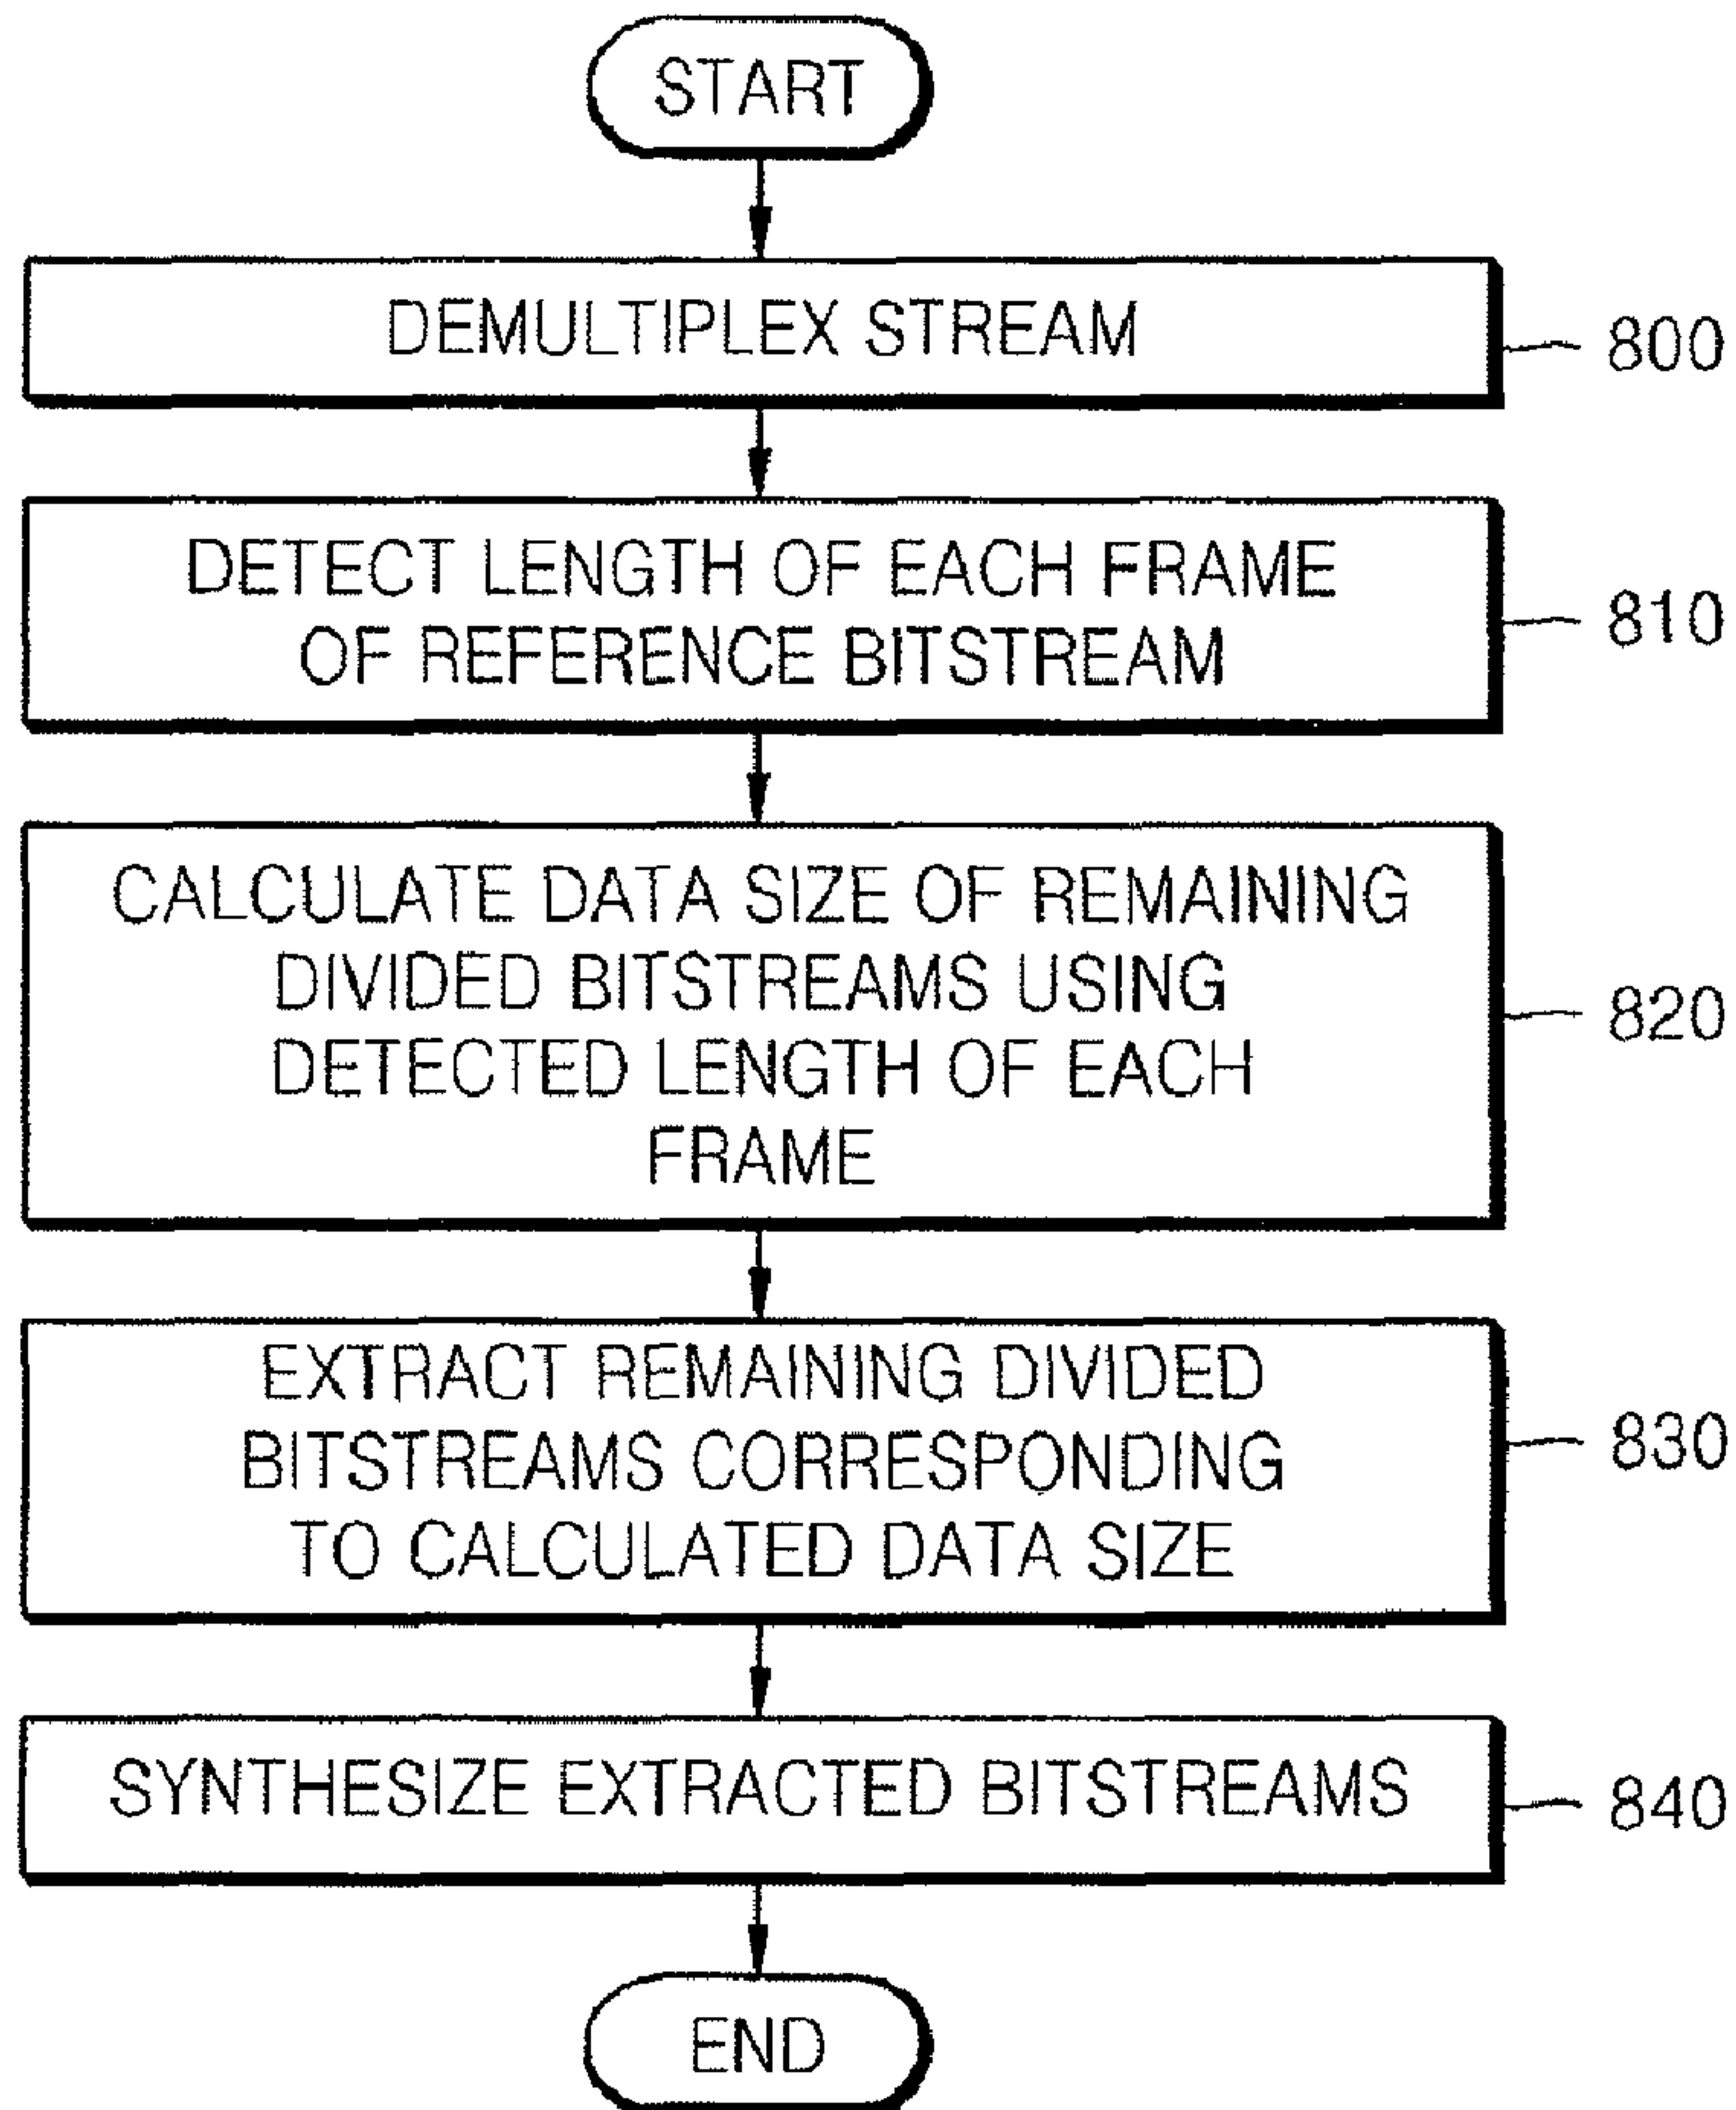 START
DEMULTIPLEX STREAM
800
DETECT LENGTH OF EACH FRAME
OF REFERENCE BITSTREAM
810
CALCULATE DATA SIZE OF REMAINING
DIVIDED BITSTREAMS USING
DETECTED LENGTH OF EACH
FRAME
820
EXTRACT REMAINING DIVIDED
BITSTREAMS CORRESPONDING
TO CALCULATED DATA SIZE
830
SYNTHESIZE EXTRACTED BITSTREAMS
840
END